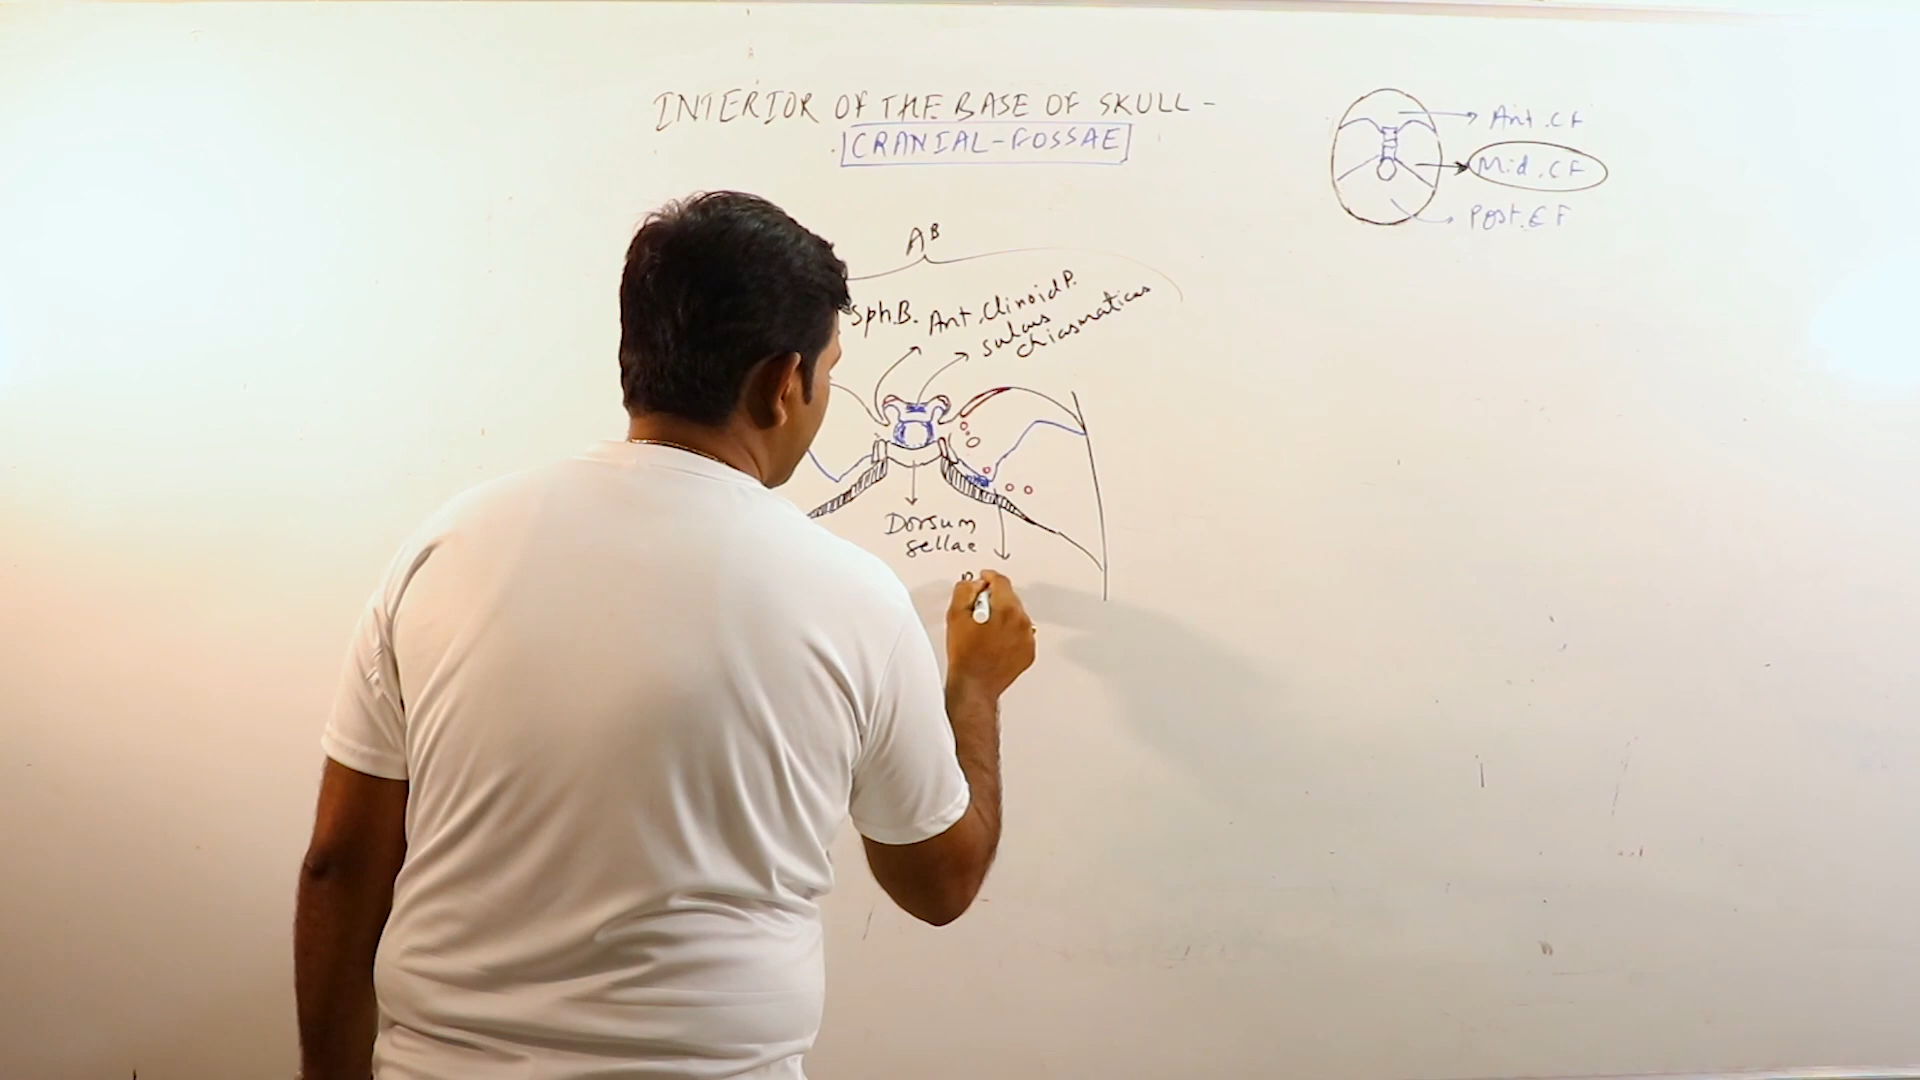 INTERIOR OF THE BASE OF SKULL -
CRANIAL-FOSSAE
Ant.CF
Mid.CF
Post.CF
AB
Sph.B.
Ant.Clinoid P.
sulcus
chiasmaticus
Dorsum
sellae